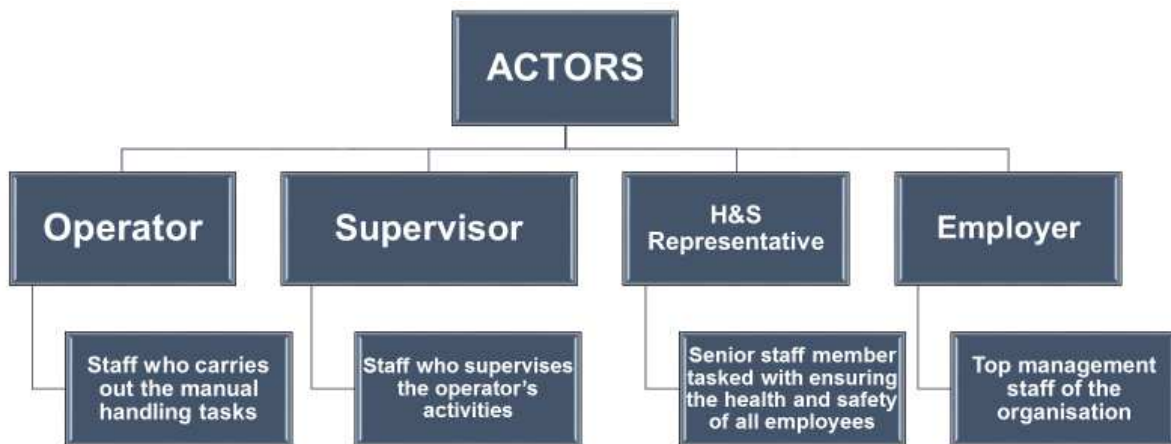 ACTORS
Operator
Supervisor
H&S
Representative
Employer
Staff who carries
out the manual
handling tasks
Staff who supervises
the operator's
activities
Senior staff member
tasked with ensuring
the health and safety
of all employees
Top management
staff of the
organisation